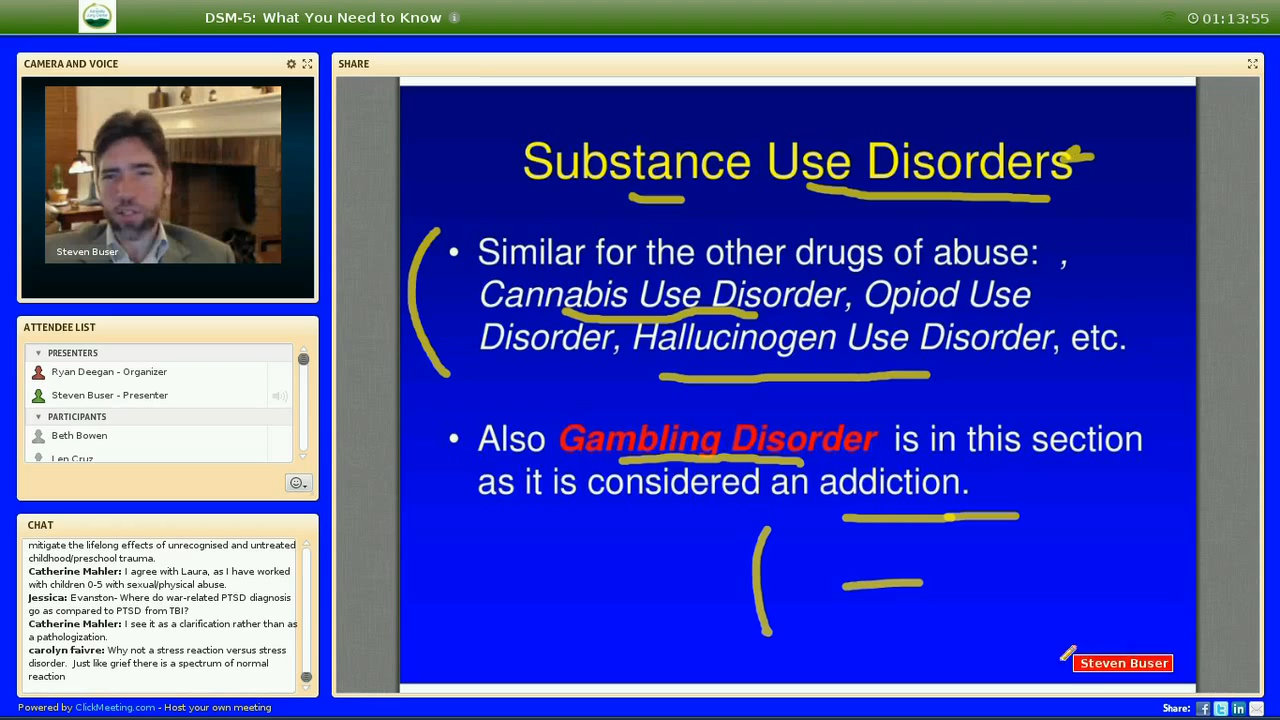 DSM-5: What You Need to Know
01:13:55
CAMERA AND VOICE
Steven Buser
ATTENDEE LIST
PRESENTERS
Ryan Deegan - Organizer
Steven Buser - Presenter
PARTICIPANTS
Beth Bowen
Len Cruz
CHAT
mitigate the lifelong effects of unrecognised and untreated
childhood/preschool trauma.
Catherine Mahler: I agree with Laura, as I have worked
with children 0-5 with sexual/physical abuse.
Jessica: Evanston- Where do war-related PTSD diagnosis
go as compared to PTSD from TBI?
Catherine Mahler: I see it as a clarification rather than as
a pathologization.
carolyn faivre: Why not a stress reaction versus stress
disorder. Just like grief there is a spectrum of normal
reaction
SHARE
Substance Use Disorders
• Similar for the other drugs of abuse: ,
Cannabis Use Disorder, Opiod Use
Disorder, Hallucinogen Use Disorder, etc.
• Also Gambling Disorder is in this section
as it is considered an addiction.
Steven Buser
Powered by ClickMeeting.com - Host your own meeting
Share: